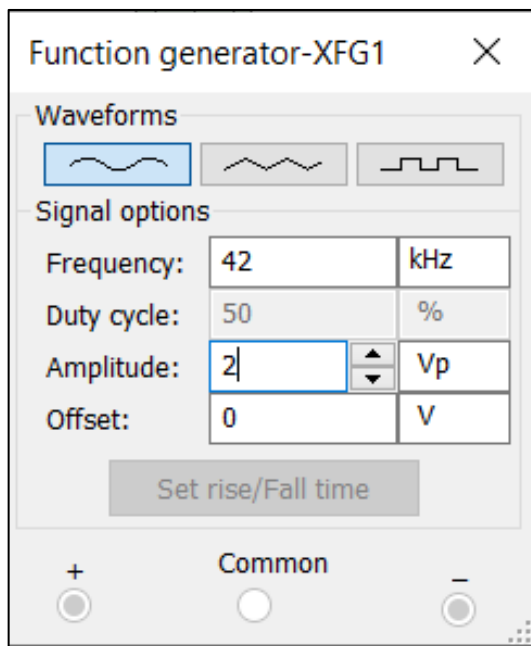 Function generator-XFG1
Waveforms
Signal options
Frequency: 42 kHz
Duty cycle: 50 %
Amplitude: 2 Vp
Offset: 0 V
Set rise/Fall time
+ Common −